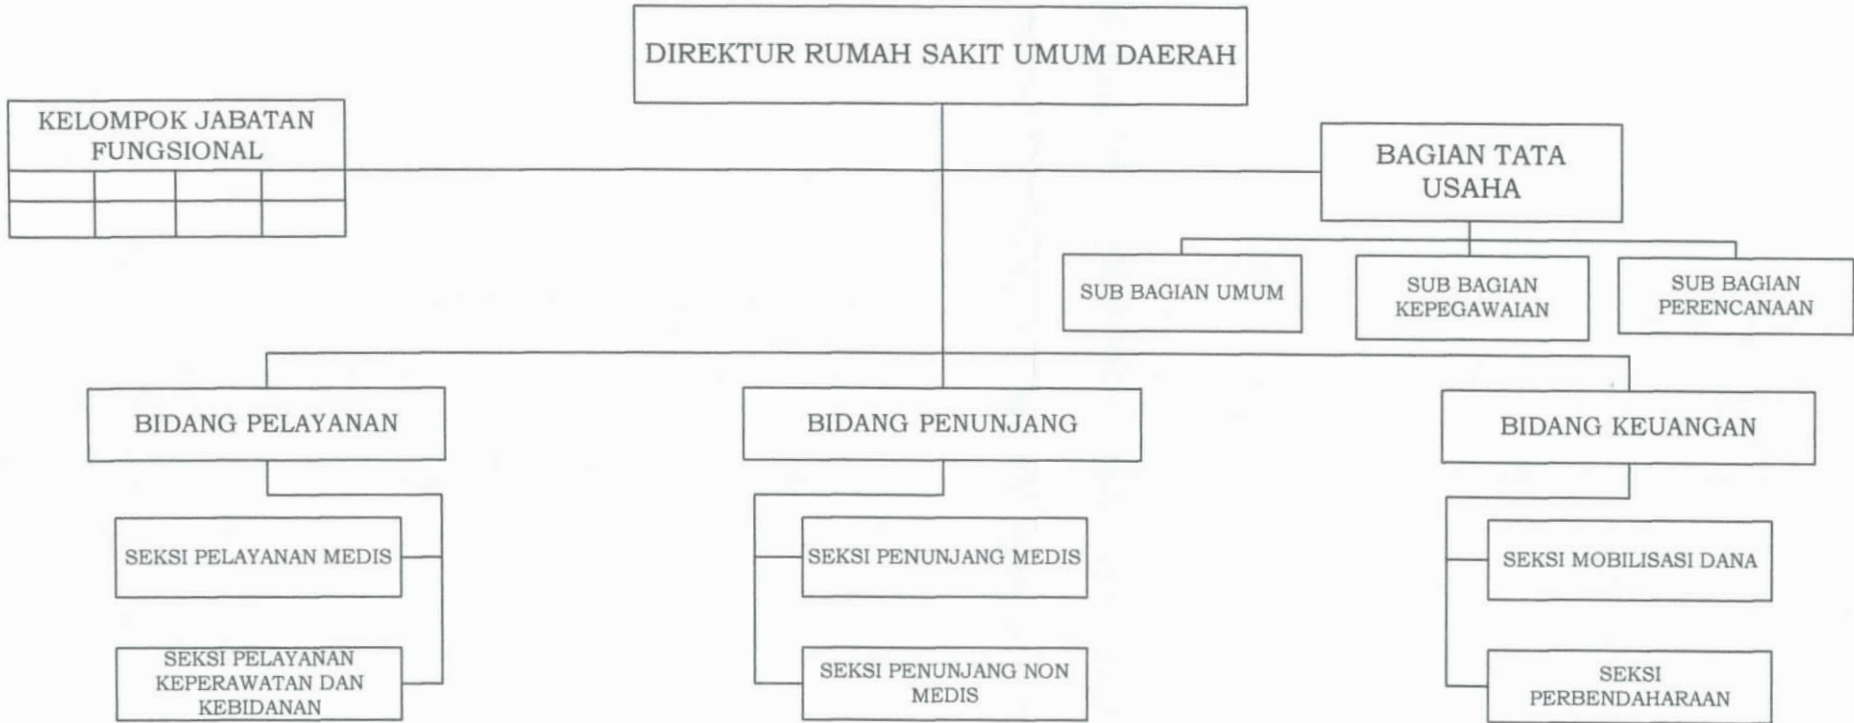 DIREKTUR RUMAH SAKIT UMUM DAERAH
KELOMPOK JABATAN
FUNGSIONAL
BAGIAN TATA
USAHA
SUB BAGIAN UMUM
SUB BAGIAN
KEPEGAWAIAN
SUB BAGIAN
PERENCANAAN
BIDANG PELAYANAN
BIDANG PENUNJANG
BIDANG KEUANGAN
SEKSI PELAYANAN MEDIS
SEKSI PENUNJANG MEDIS
SEKSI MOBILISASI DANA
SEKSI PELAYANAN
KEPERAWATAN DAN
KEBIDANAN
SEKSI PENUNJANG NON
MEDIS
SEKSI
PERBENDAHARAAN